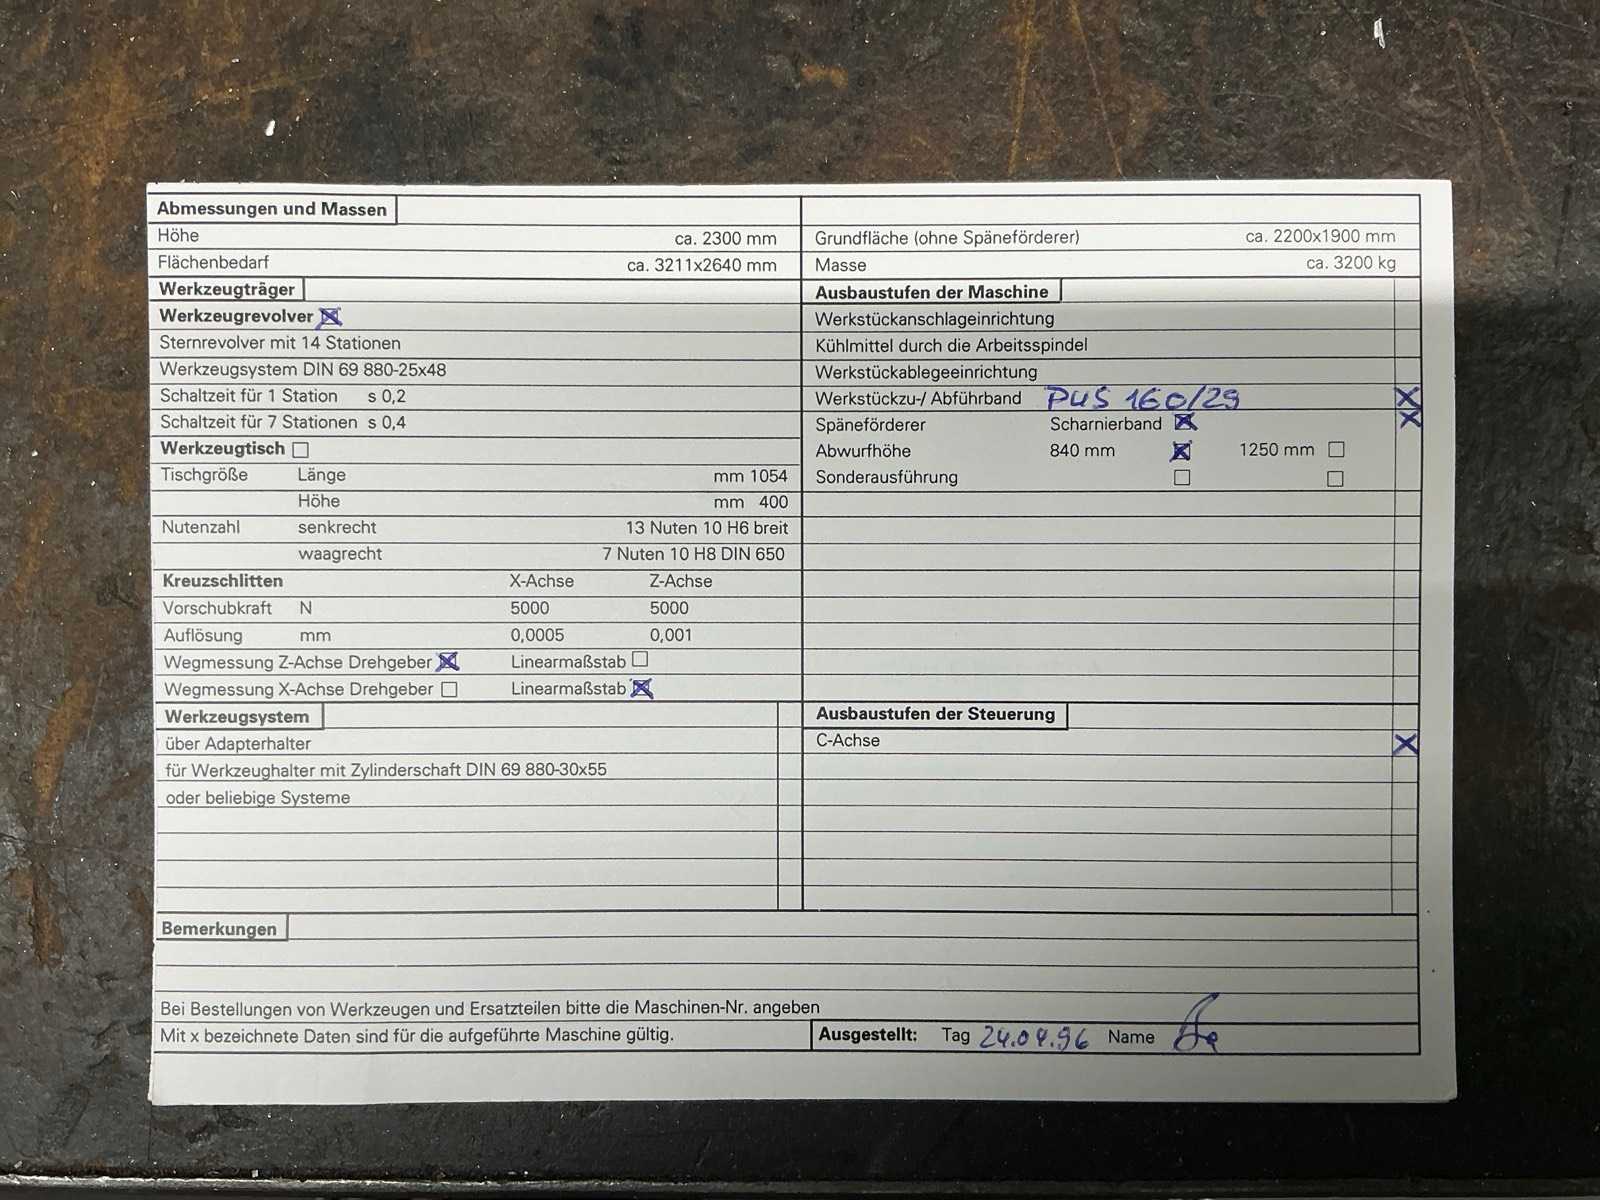 Abmessungen und Massen
Höhe ca. 2300 mm
Flächenbedarf ca. 3211x2640 mm
Grundfläche (ohne Späneförderer) ca. 2200x1900 mm
Masse ca. 3200 kg
Werkzeugträger
Werkzeugrevolver
Sternrevolver mit 14 Stationen
Werkzeugsystem DIN 69 880-25x48
Schaltzeit für 1 Station s 0,2
Schaltzeit für 7 Stationen s 0,4
Werkzeugtisch
Tischgröße Länge mm 1054
Höhe mm 400
Nutenzahl senkrecht 13 Nuten 10 H6 breit
waagrecht 7 Nuten 10 H8 DIN 650
Kreuzschlitten X-Achse Z-Achse
Vorschubkraft N 5000 5000
Auflösung mm 0,0005 0,001
Wegmessung Z-Achse Drehgeber Linearmaßstab
Wegmessung X-Achse Drehgeber Linearmaßstab
Ausbaustufen der Maschine
Werkstückanschlageinrichtung
Kühlmittel durch die Arbeitsspindel
Werkstückablegeeinrichtung
Werkstückzu-/ Abführband PUS 160/29 X
Späneförderer Scharnierband X
Abwurfhöhe 840 mm 1250 mm
Sonderausführung
Werkzeugsystem
über Adapterhalter
für Werkzeughalter mit Zylinderschaft DIN 69 880-30x55
oder beliebige Systeme
Ausbaustufen der Steuerung
C-Achse X
Bemerkungen
Bei Bestellungen von Werkzeugen und Ersatzteilen bitte die Maschinen-Nr. angeben
Mit x bezeichnete Daten sind für die aufgeführte Maschine gültig.
Ausgestellt: Tag 24.04.96 Name